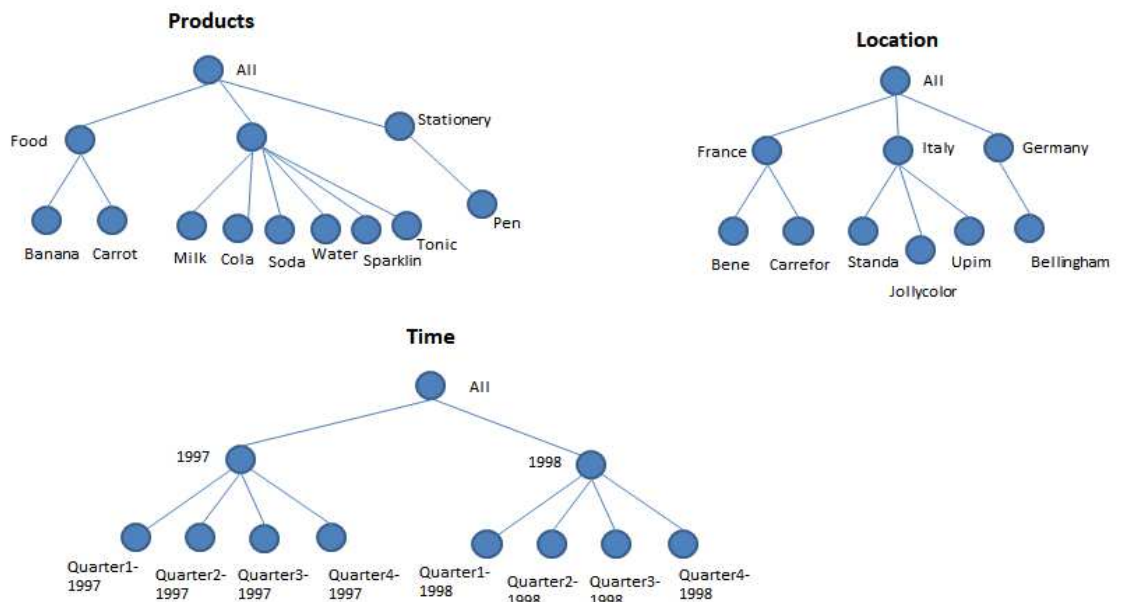 Products
All
Food
Stationery
Banana
Carrot
Milk
Cola
Soda
Water
Sparklin
Tonic
Pen
Location
All
France
Italy
Germany
Bene
Carrefor
Standa
Jollycolor
Upim
Bellingham
Time
All
1997
1998
Quarter1-
1997
Quarter2-
1997
Quarter3-
1997
Quarter4-
1997
Quarter1-
1998
Quarter2-
1998
Quarter3-
1998
Quarter4-
1998